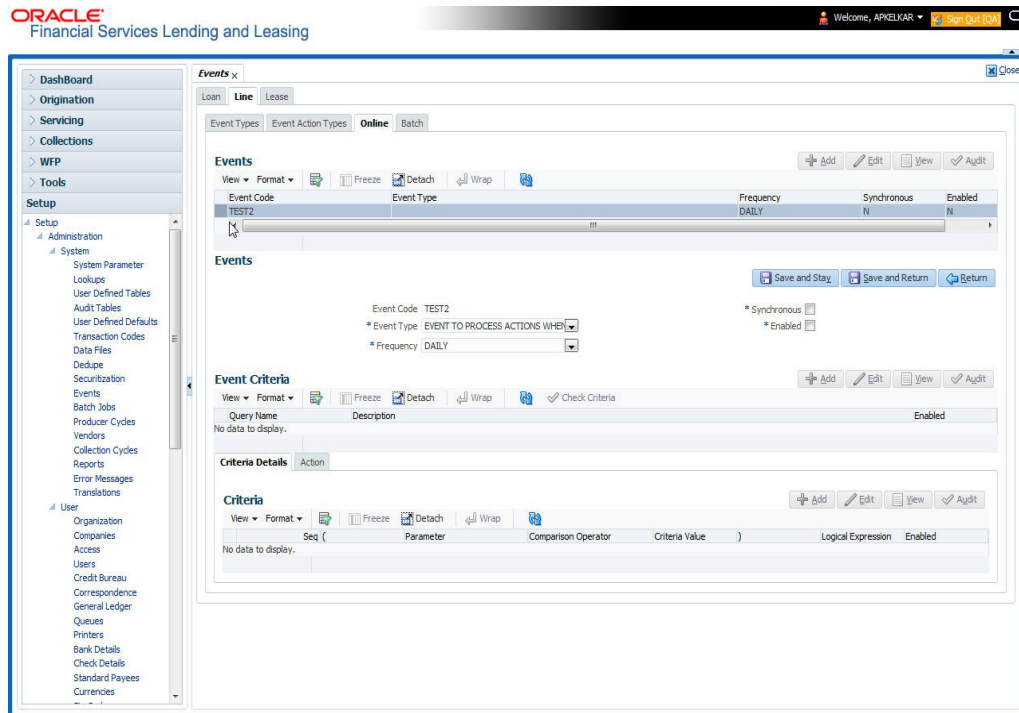 ORACLE'
Financial Services Lending and Leasing
Welcome, APKELKAR
Sign Out [QA]
Close
DashBoard
Origination
Servicing
Collections
WFP
Tools
Setup
Setup
Administration
System
System Parameter
Lookups
User Defined Tables
Audit Tables
User Defined Defaults
Transaction Codes
Data Files
Dedupe
Securitization
Events
Batch Jobs
Producer Cycles
Vendors
Collection Cycles
Reports
Error Messages
Translations
User
Organization
Companies
Access
Users
Credit Bureau
Correspondence
General Ledger
Queues
Printers
Bank Details
Check Details
Standard Payees
Currencies
Events x
Loan Line Lease
Event Types Event Action Types Online Batch
Events
Add Edit View Audit
View Format Freeze Detach Wrap
Event Code Event Type Frequency Synchronous Enabled
TEST2 DAILY N N
Events
Save and Stay Save and Return Return
Event Code TEST2 * Synchronous
* Event Type EVENT TO PROCESS ACTIONS WHEN * Enabled
* Frequency DAILY
Event Criteria
Add Edit View Audit
View Format Freeze Detach Wrap Check Criteria
Query Name Description Enabled
No data to display.
Criteria Details Action
Criteria
Add Edit View Audit
View Format Freeze Detach Wrap
Seq ( Parameter Comparison Operator Criteria Value ) Logical Expression Enabled
No data to display.